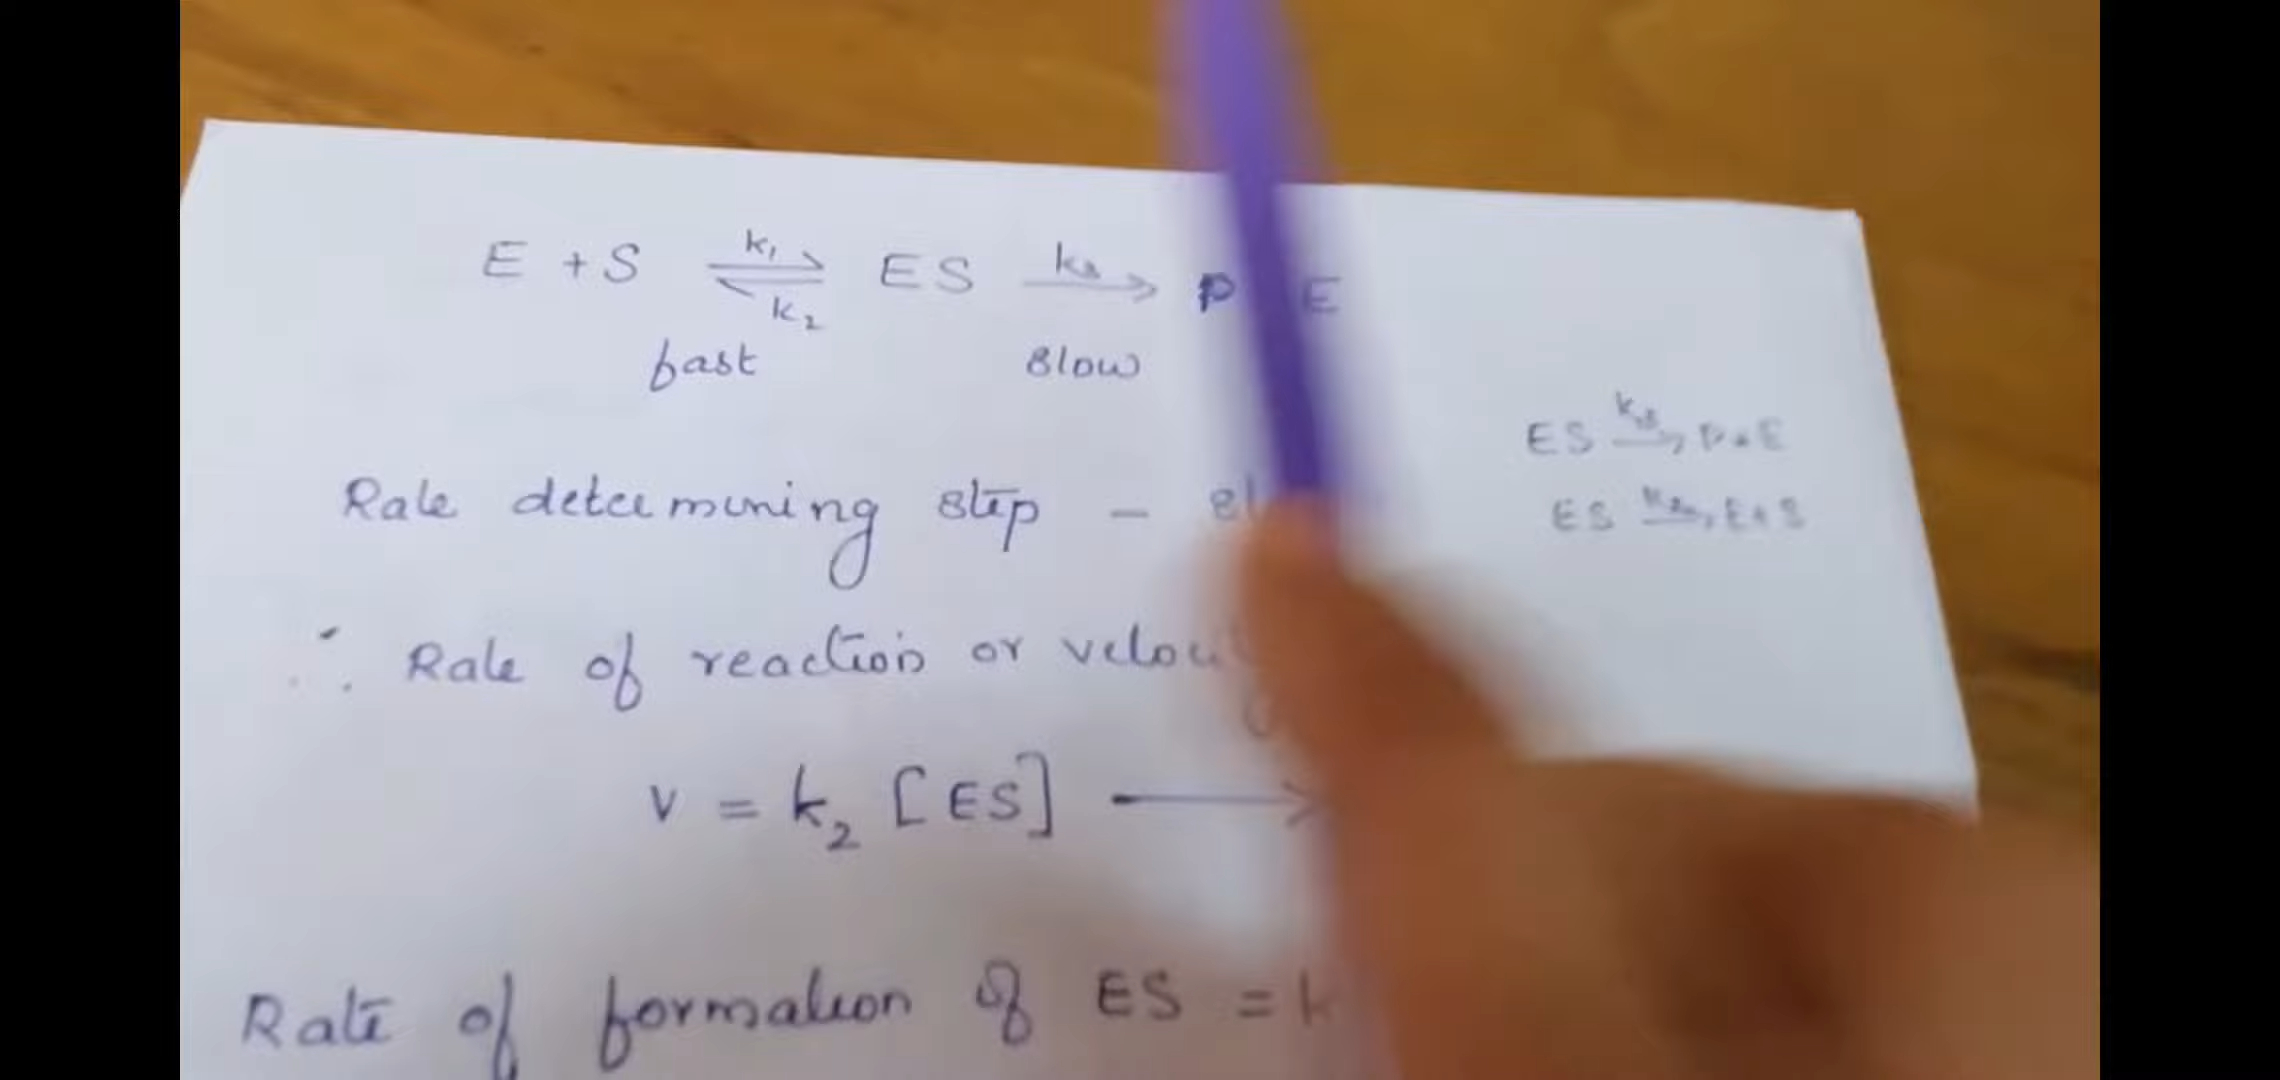 E + S ⇌ ES → P E
k₁ k₂ k₃
fast slow
ES k₃→ P + E
Rate determining step –
ES → E + S
∴ Rate of reaction or
v = k₂ [ES] →
Rate of formation of ES = k